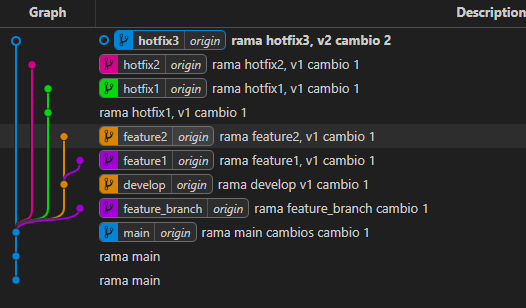 Graph Description
hotfix3 origin rama hotfix3, v2 cambio 2
hotfix2 origin rama hotfix2, v1 cambio 1
hotfix1 origin rama hotfix1, v1 cambio 1
rama hotfix1, v1 cambio 1
feature2 origin rama feature2, v1 cambio 1
feature1 origin rama feature1, v1 cambio 1
develop origin rama develop v1 cambio 1
feature_branch origin rama feature_branch cambio 1
main origin rama main cambios cambio 1
rama main
rama main